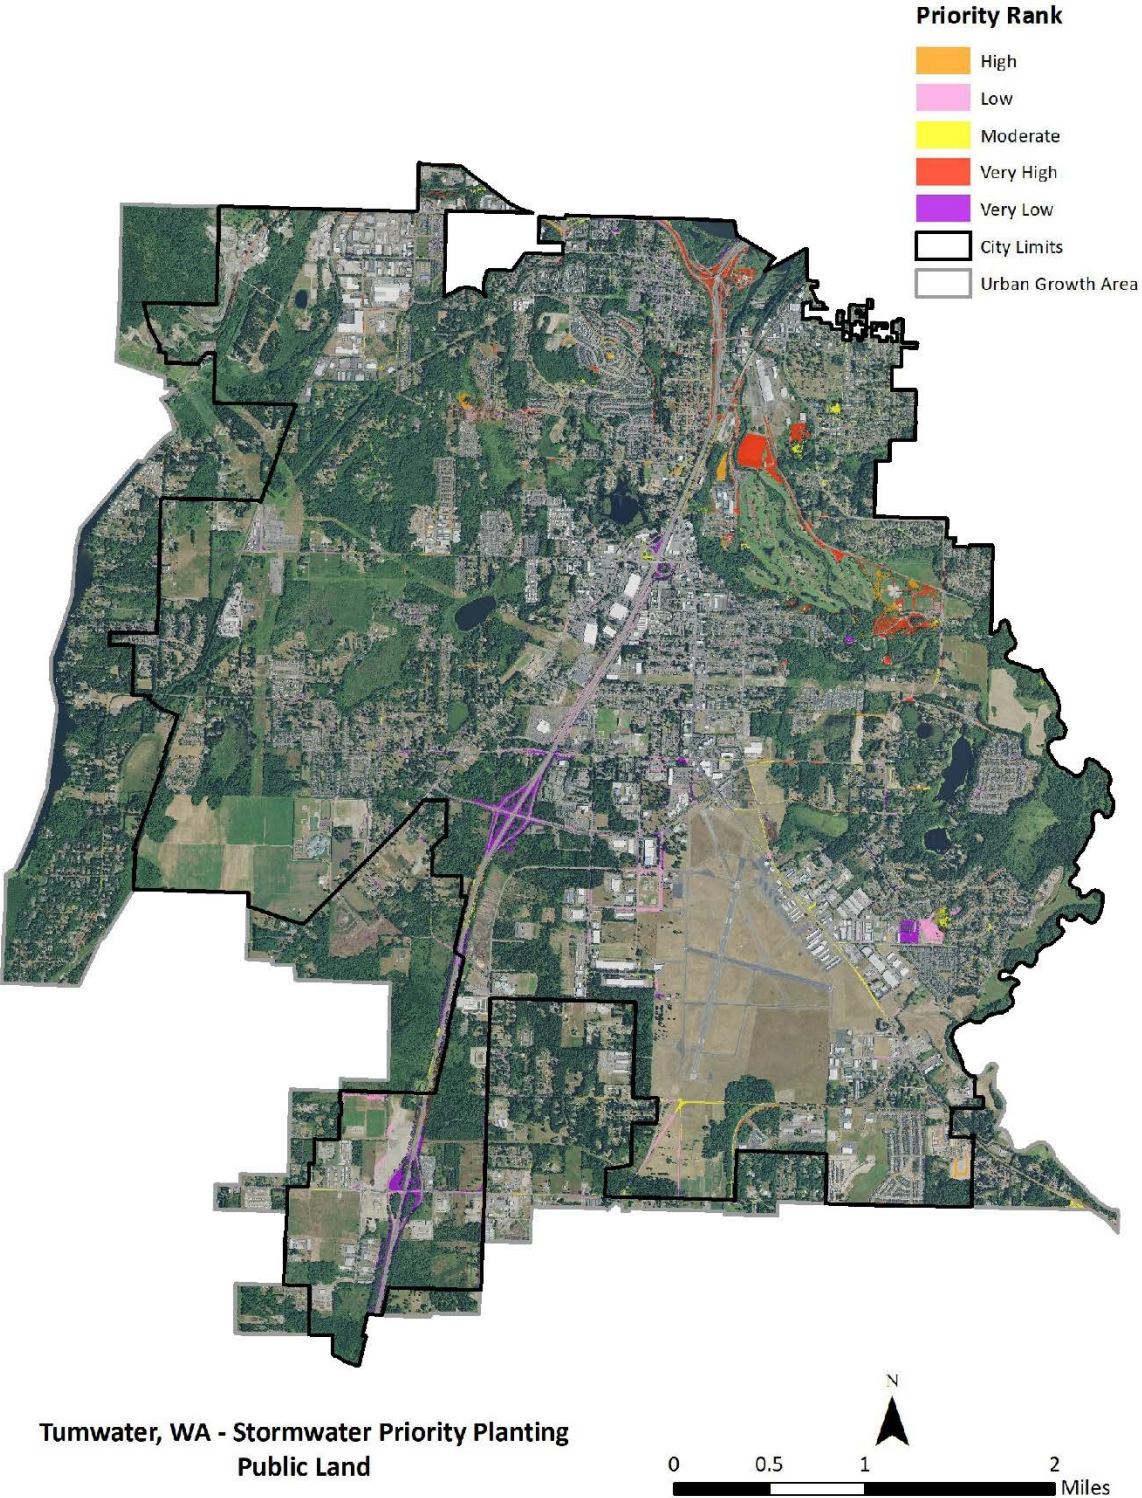 Priority Rank
High
Low
Moderate
Very High
Very Low
City Limits
Urban Growth Area
N
Tumwater, WA - Stormwater Priority Planting
Public Land
0 0.5 1 2
Miles